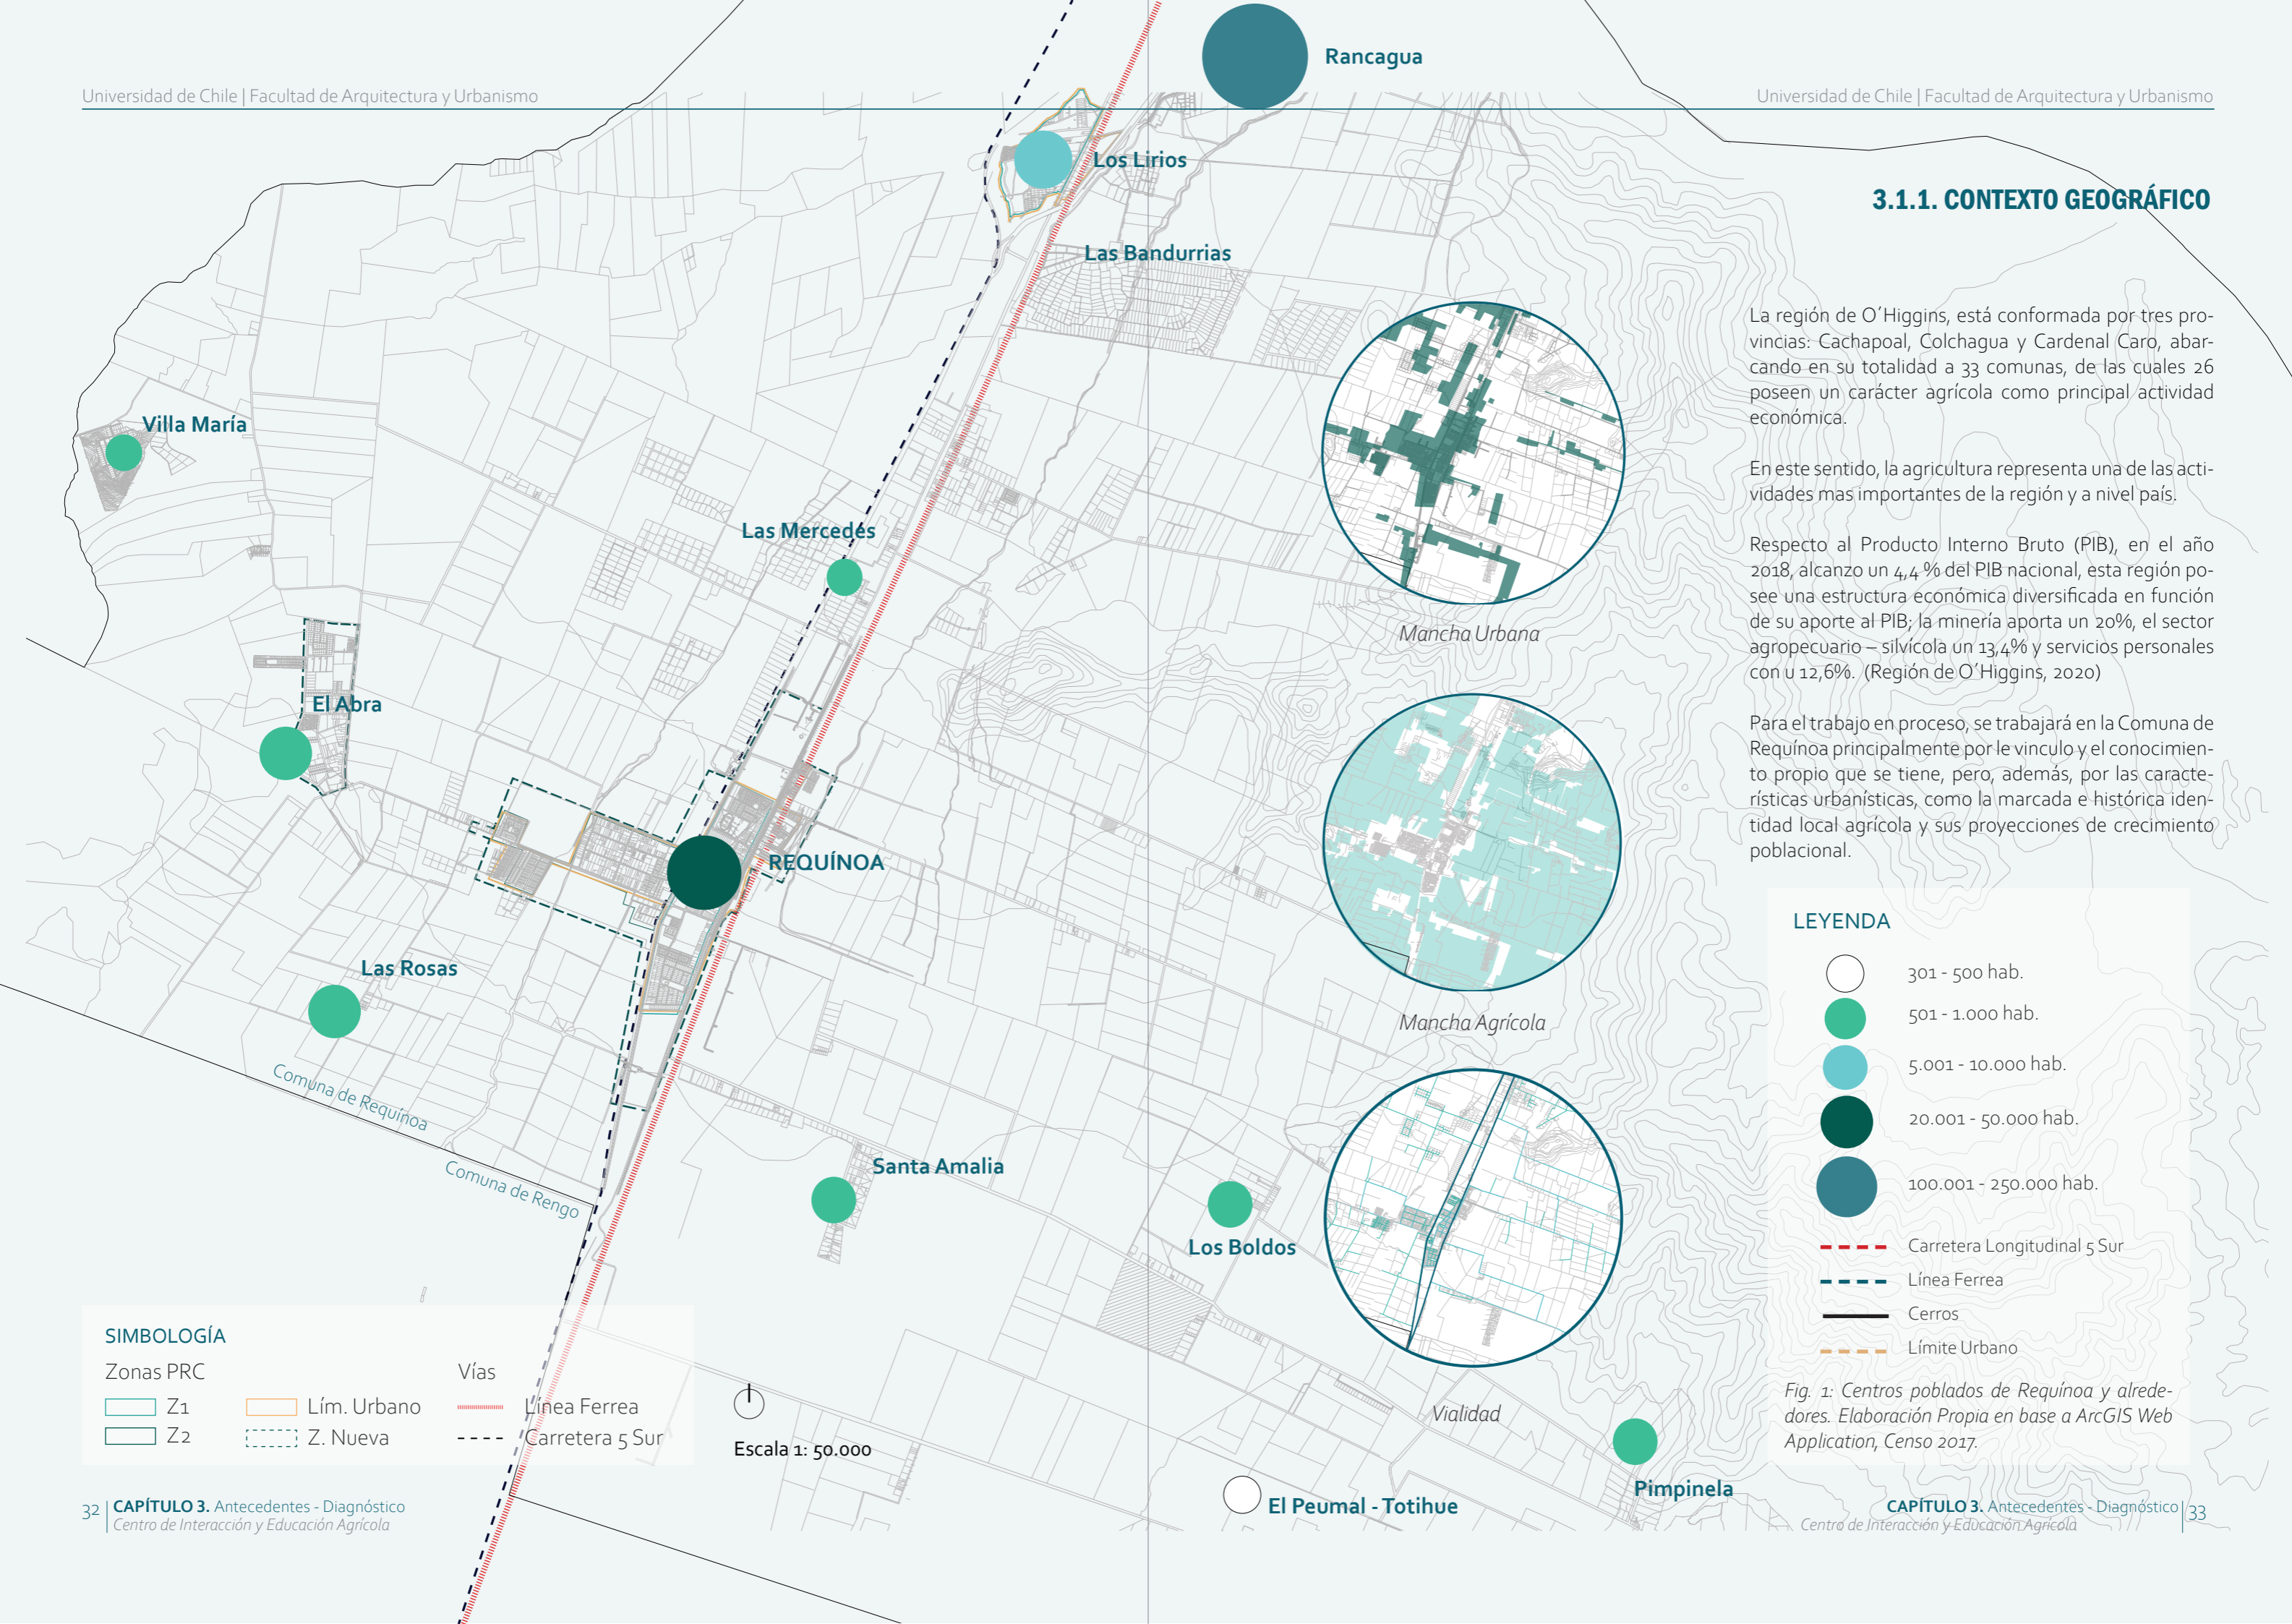 Universidad de Chile | Facultad de Arquitectura y Urbanismo
Universidad de Chile | Facultad de Arquitectura y Urbanismo
Rancagua
Los Lirios
Las Bandurrias
Villa María
Las Mercedes
El Abra
REQUÍNOA
Las Rosas
Comuna de Requínoa
Comuna de Rengo
Santa Amalia
Los Boldos
Pimpinela
El Peumal - Totihue
Mancha Urbana
Mancha Agrícola
Vialidad
3.1.1. CONTEXTO GEOGRÁFICO
La región de O´Higgins, está conformada por tres pro-
vincias: Cachapoal, Colchagua y Cardenal Caro, abar-
cando en su totalidad a 33 comunas, de las cuales 26
poseen un carácter agrícola como principal actividad
económica.
En este sentido, la agricultura representa una de las acti-
vidades mas importantes de la región y a nivel país.
Respecto al Producto Interno Bruto (PIB), en el año
2018, alcanzo un 4,4 % del PIB nacional, esta región po-
see una estructura económica diversificada en función
de su aporte al PIB; la minería aporta un 20%, el sector
agropecuario – silvícola un 13,4% y servicios personales
con u 12,6%. (Región de O´Higgins, 2020)
Para el trabajo en proceso, se trabajará en la Comuna de
Requínoa principalmente por le vinculo y el conocimien-
to propio que se tiene, pero, además, por las caracte-
rísticas urbanísticas, como la marcada e histórica iden-
tidad local agrícola y sus proyecciones de crecimiento
poblacional.
LEYENDA
301 - 500 hab.
501 - 1.000 hab.
5.001 - 10.000 hab.
20.001 - 50.000 hab.
100.001 - 250.000 hab.
Carretera Longitudinal 5 Sur
Línea Ferrea
Cerros
Límite Urbano
Fig. 1: Centros poblados de Requínoa y alrede-
dores. Elaboración Propia en base a ArcGIS Web
Application, Censo 2017.
SIMBOLOGÍA
Zonas PRC
Vías
Z1
Lím. Urbano
Línea Ferrea
Z2
Z. Nueva
Carretera 5 Sur
Escala 1: 50.000
32 | CAPÍTULO 3. Antecedentes - Diagnóstico
Centro de Interacción y Educación Agrícola
CAPÍTULO 3. Antecedentes - Diagnóstico | 33
Centro de Interacción y Educación Agrícola